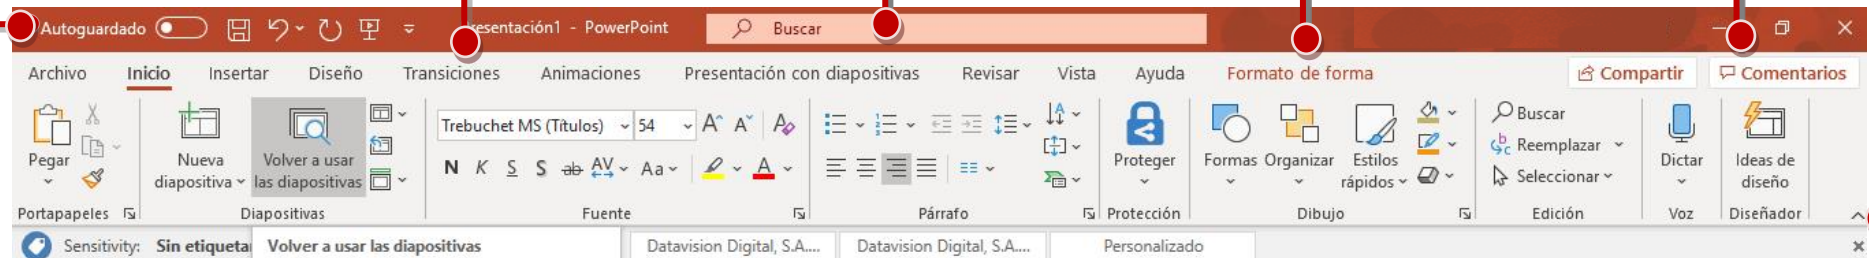 Autoguardado
Presentación1 - PowerPoint
Buscar
Archivo Inicio Insertar Diseño Transiciones Animaciones Presentación con diapositivas Revisar Vista Ayuda Formato de forma Compartir Comentarios
Pegar
Nueva
diapositiva
Volver a usar
las diapositivas
Trebuchet MS (Títulos) 54 A A A
N K S S ab AV Aa A
Proteger
Formas Organizar Estilos
rápidos
Buscar
Reemplazar
Seleccionar
Dictar
Ideas de
diseño
Portapapeles Diapositivas Fuente Párrafo Protección Dibujo Edición Voz Diseñador
Sensitivity: Sin etiqueta Volver a usar las diapositivas Datavision Digital, S.A.... Datavision Digital, S.A.... Personalizado